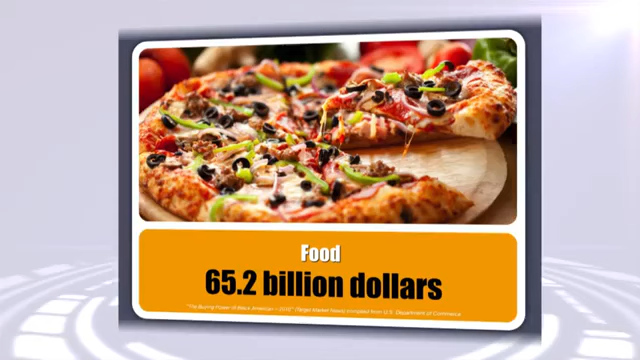 Food
65.2 billion dollars
"The Buying Power of Black America—2010" (Target Market News) compiled from U.S. Department of Commerce